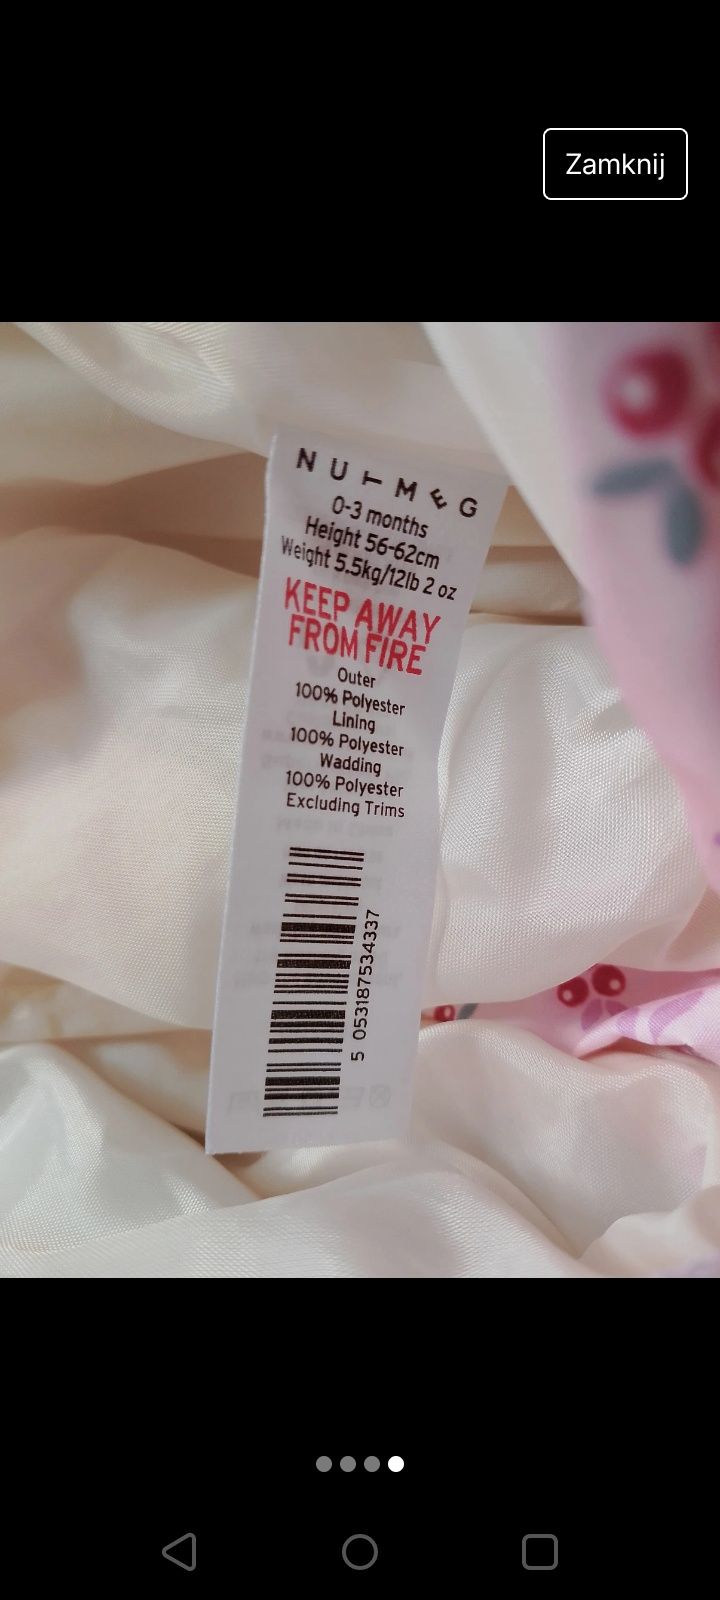 Zamknij
NUTMEG
0-3 months
Height 56-62cm
Weight 5.5kg/12lb 2 oz
KEEP AWAY
FROM FIRE
Outer
100% Polyester
Lining
100% Polyester
Wadding
100% Polyester
Excluding Trims
5 053187534337